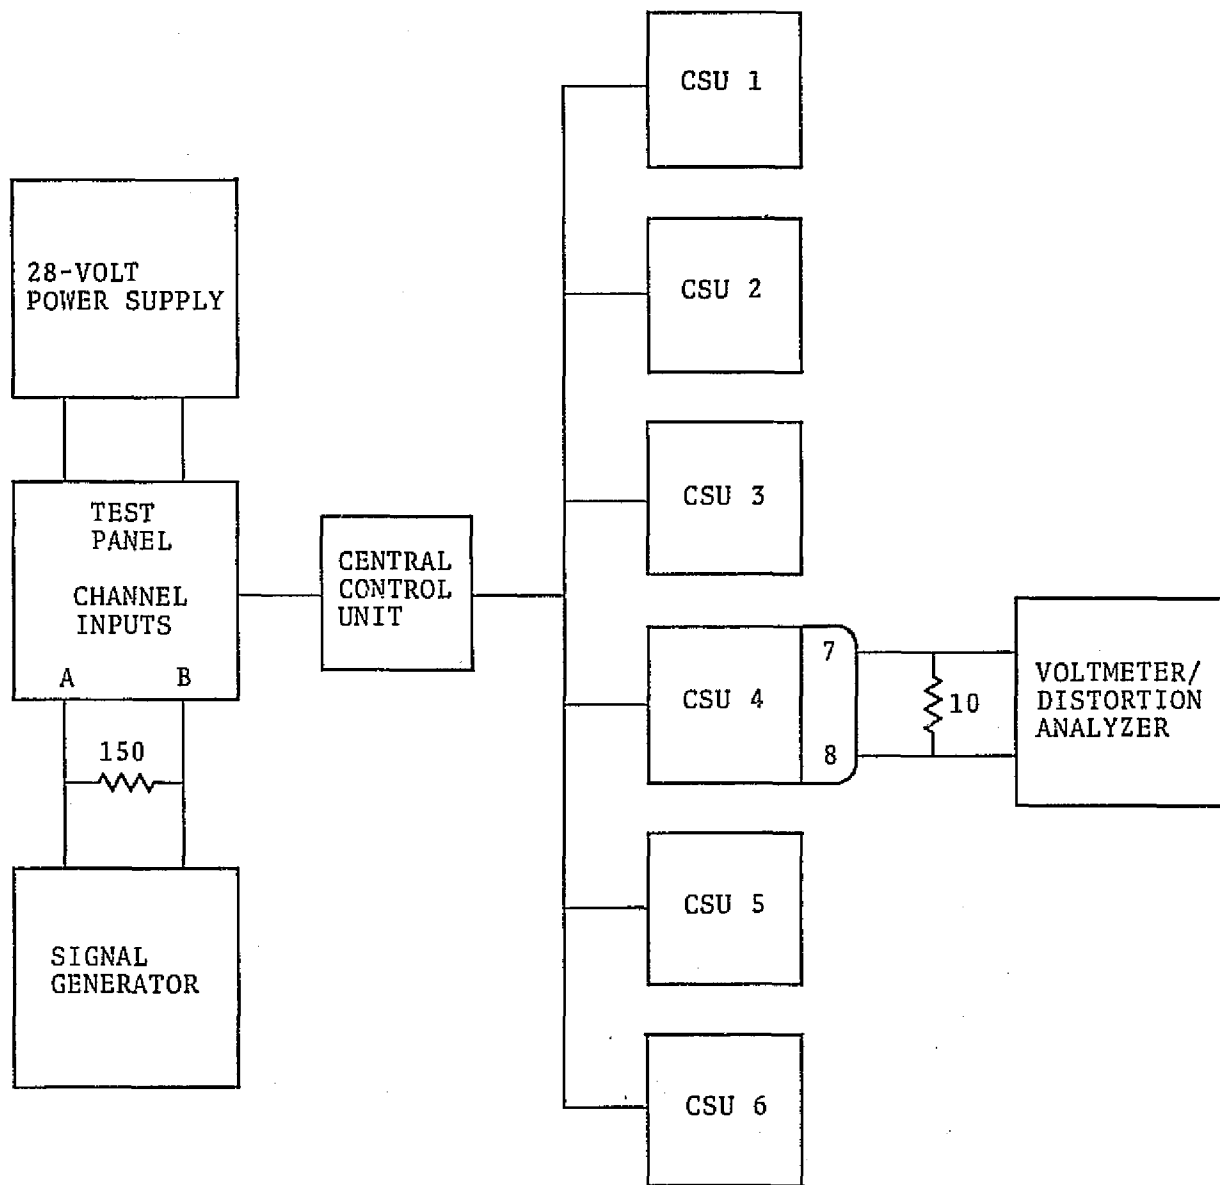 28-VOLT
POWER SUPPLY
TEST
PANEL
CHANNEL
INPUTS
A B
150
SIGNAL
GENERATOR
CENTRAL
CONTROL
UNIT
CSU 1
CSU 2
CSU 3
CSU 4
7
8
10
VOLTMETER/
DISTORTION
ANALYZER
CSU 5
CSU 6